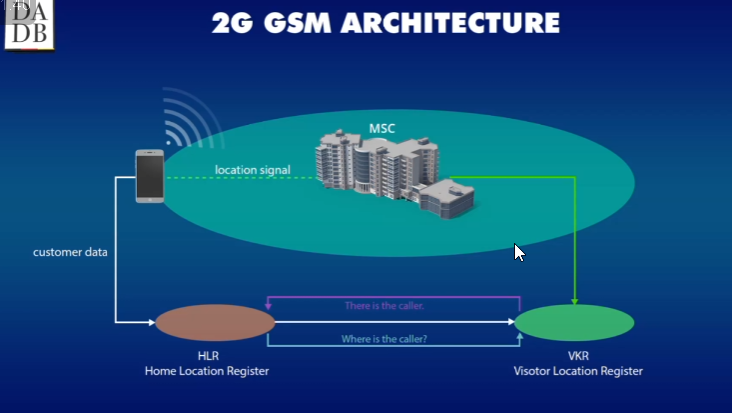 DA
DB
2G GSM ARCHITECTURE
MSC
location signal
customer data
There is the caller.
Where is the caller?
HLR
Home Location Register
VKR
Visotor Location Register